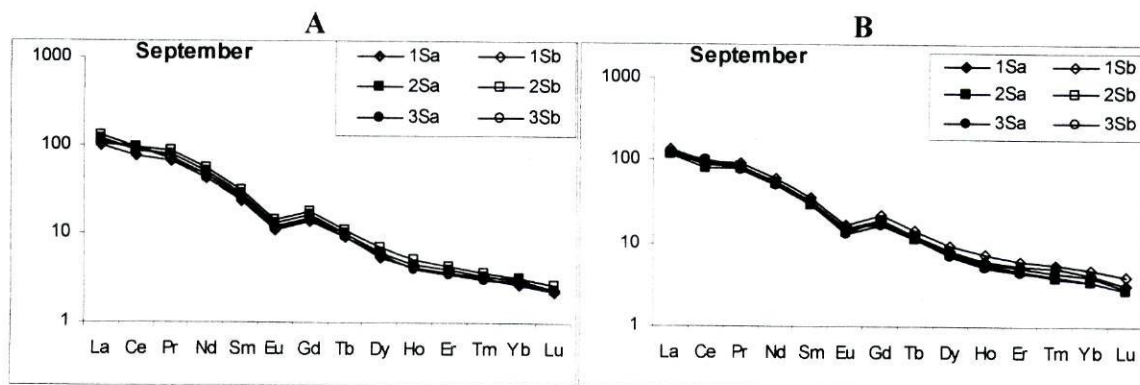 A
September
1Sa
1Sb
2Sa
2Sb
3Sa
3Sb
1000
100
10
1
La Ce Pr Nd Sm Eu Gd Tb Dy Ho Er Tm Yb Lu
B
September
1Sa
1Sb
2Sa
2Sb
3Sa
3Sb
1000
100
10
1
La Ce Pr Nd Sm Eu Gd Tb Dy Ho Er Tm Yb Lu